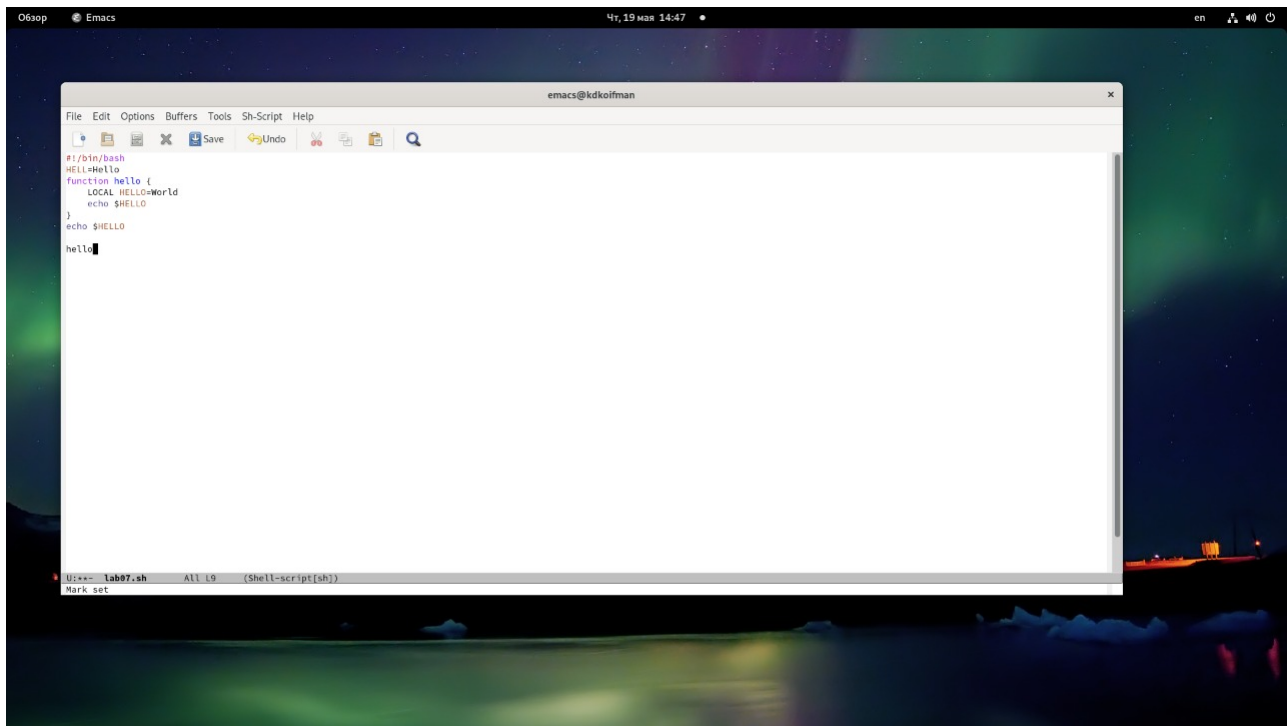 Обзор Emacs Чт, 19 мая 14:47 en
emacs@kdkoifman
File Edit Options Buffers Tools Sh-Script Help
Save Undo
#!/bin/bash
HELL=Hello
function hello {
    LOCAL HELLO=World
    echo $HELLO
}
echo $HELLO
hello
U:**- lab07.sh All L9 (Shell-script[sh])
Mark set